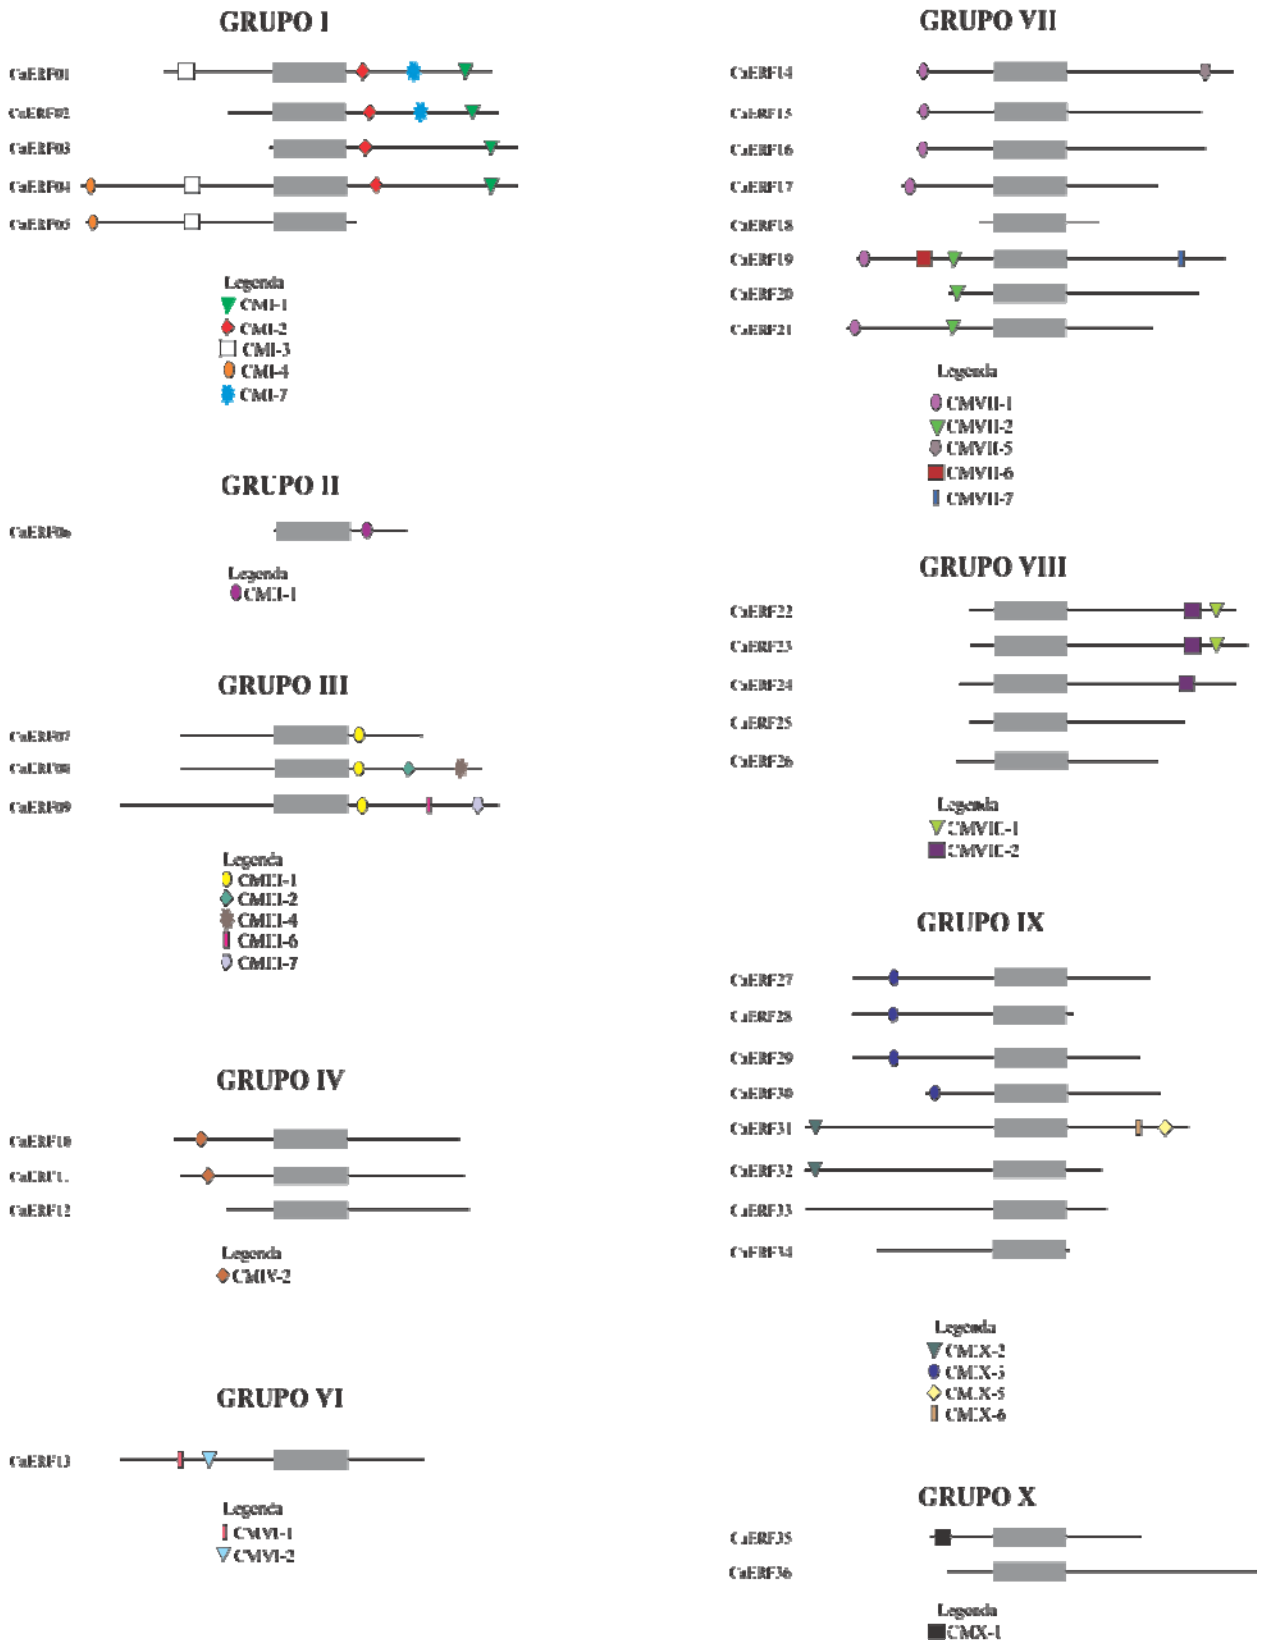 GRUPO I
CaERF01
CaERF02
CaERF03
CaERF04
CaERF05
Legenda
CMI-1
CMI-2
CMI-3
CMI-4
CMI-7
GRUPO II
CaERF06
Legenda
CMII-1
GRUPO III
CaERF07
CaERF08
CaERF09
Legenda
CMIII-1
CMIII-2
CMIII-4
CMIII-6
CMIII-7
GRUPO IV
CaERF10
CaERF11
CaERF12
Legenda
CMIV-2
GRUPO VI
CaERF13
Legenda
CMVI-1
CMVI-2
GRUPO VII
CaERF14
CaERF15
CaERF16
CaERF17
CaERF18
CaERF19
CaERF20
CaERF21
Legenda
CMVII-1
CMVII-2
CMVII-5
CMVII-6
CMVII-7
GRUPO VIII
CaERF22
CaERF23
CaERF24
CaERF25
CaERF26
Legenda
CMVIII-1
CMVIII-2
GRUPO IX
CaERF27
CaERF28
CaERF29
CaERF30
CaERF31
CaERF32
CaERF33
CaERF34
Legenda
CMIX-2
CMIX-5
CMIX-6
GRUPO X
CaERF35
CaERF36
Legenda
CMX-1